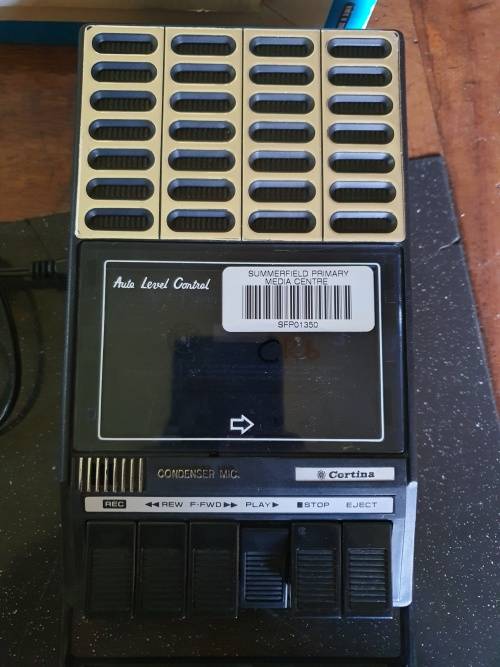 Auto Level Control
SUMMERFIELD PRIMARY
MEDIA CENTRE
SFP01350
CONDENSER MIC.
Cortina
REC ◀◀ REW F-FWD ▶▶ PLAY ▶ ■ STOP EJECT